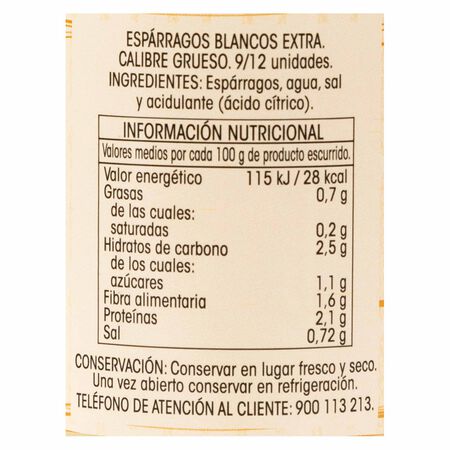 ESPÁRRAGOS BLANCOS EXTRA.
CALIBRE GRUESO. 9/12 unidades.
INGREDIENTES: Espárragos, agua, sal
y acidulante (ácido cítrico).
INFORMACIÓN NUTRICIONAL
Valores medios por cada 100 g de producto escurrido.
Valor energético 115 kJ / 28 kcal
Grasas 0,7 g
de las cuales:
saturadas 0,2 g
Hidratos de carbono 2,5 g
de los cuales:
azúcares 1,1 g
Fibra alimentaria 1,6 g
Proteínas 2,1 g
Sal 0,72 g
CONSERVACIÓN: Conservar en lugar fresco y seco.
Una vez abierto conservar en refrigeración.
TELÉFONO DE ATENCIÓN AL CLIENTE: 900 113 213.